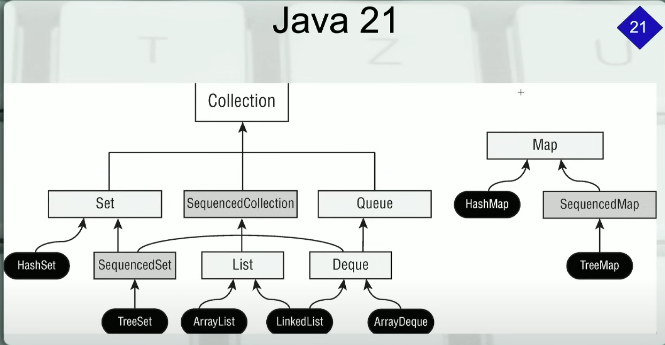 Java 21
21
T Z U
Collection
Map
Set SequencedCollection Queue
HashMap SequencedMap
HashSet SequencedSet List Deque
TreeMap
TreeSet ArrayList LinkedList ArrayDeque